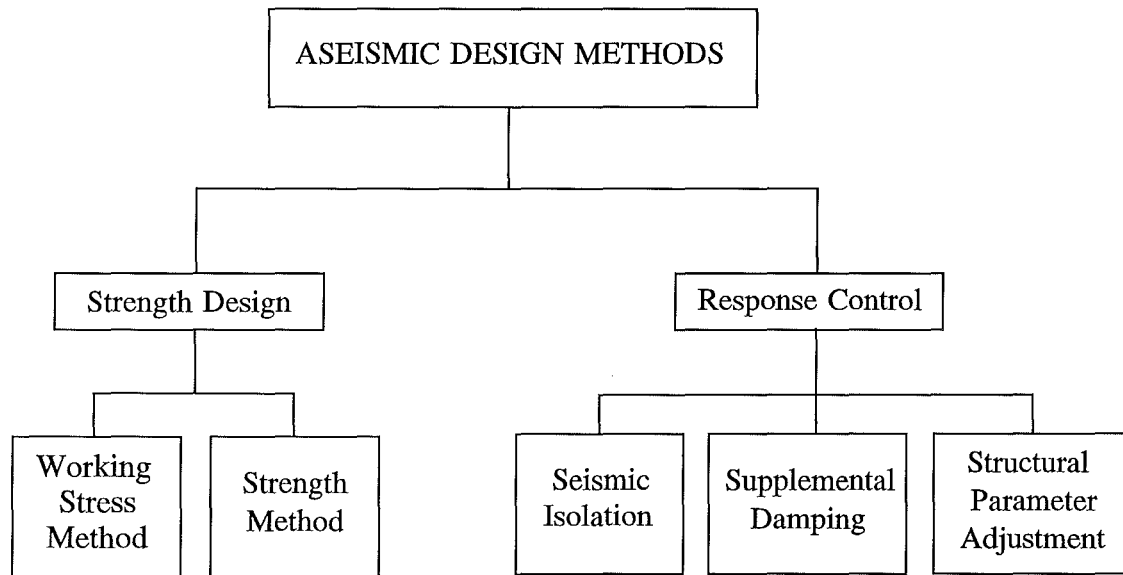 ASEISMIC DESIGN METHODS
Strength Design
Response Control
Working
Stress
Method
Strength
Method
Seismic
Isolation
Supplemental
Damping
Structural
Parameter
Adjustment